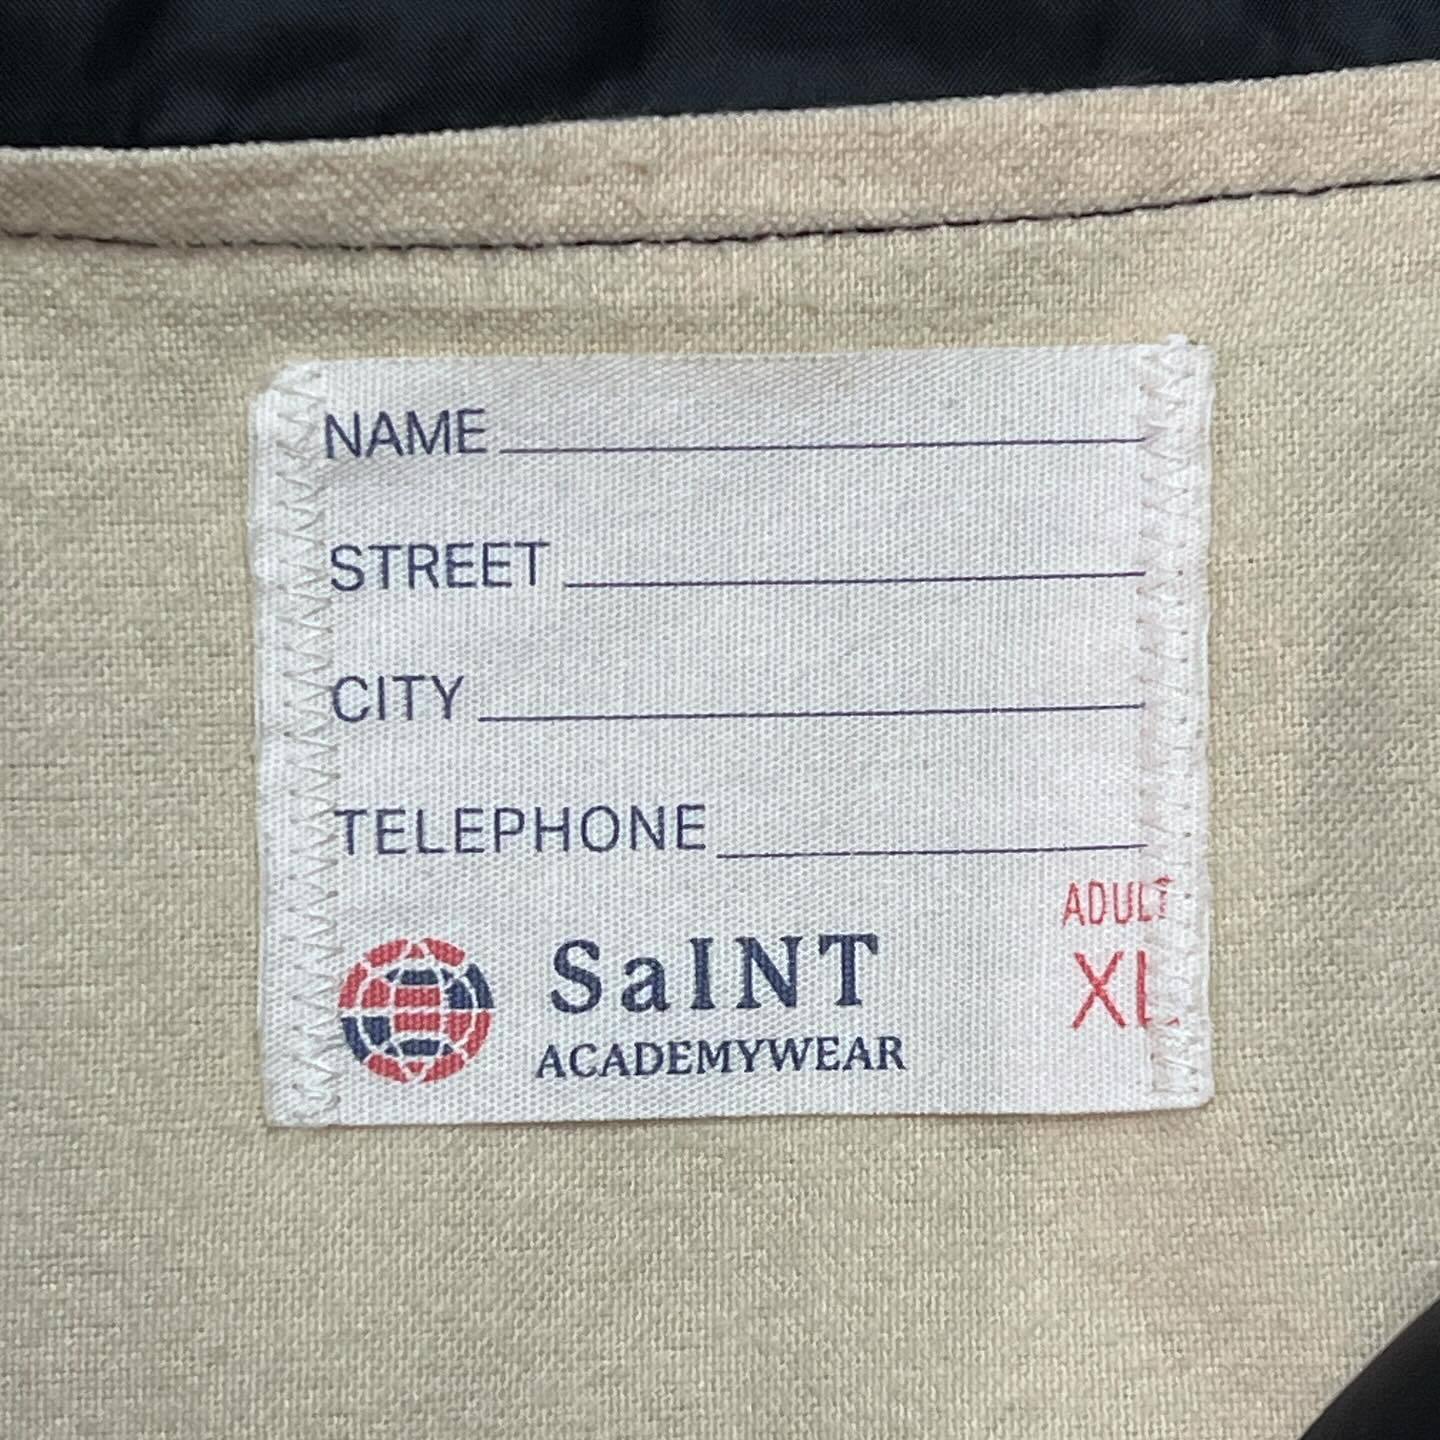 NAME
STREET
CITY
TELEPHONE
ADULT
XL
SaINT
ACADEMYWEAR